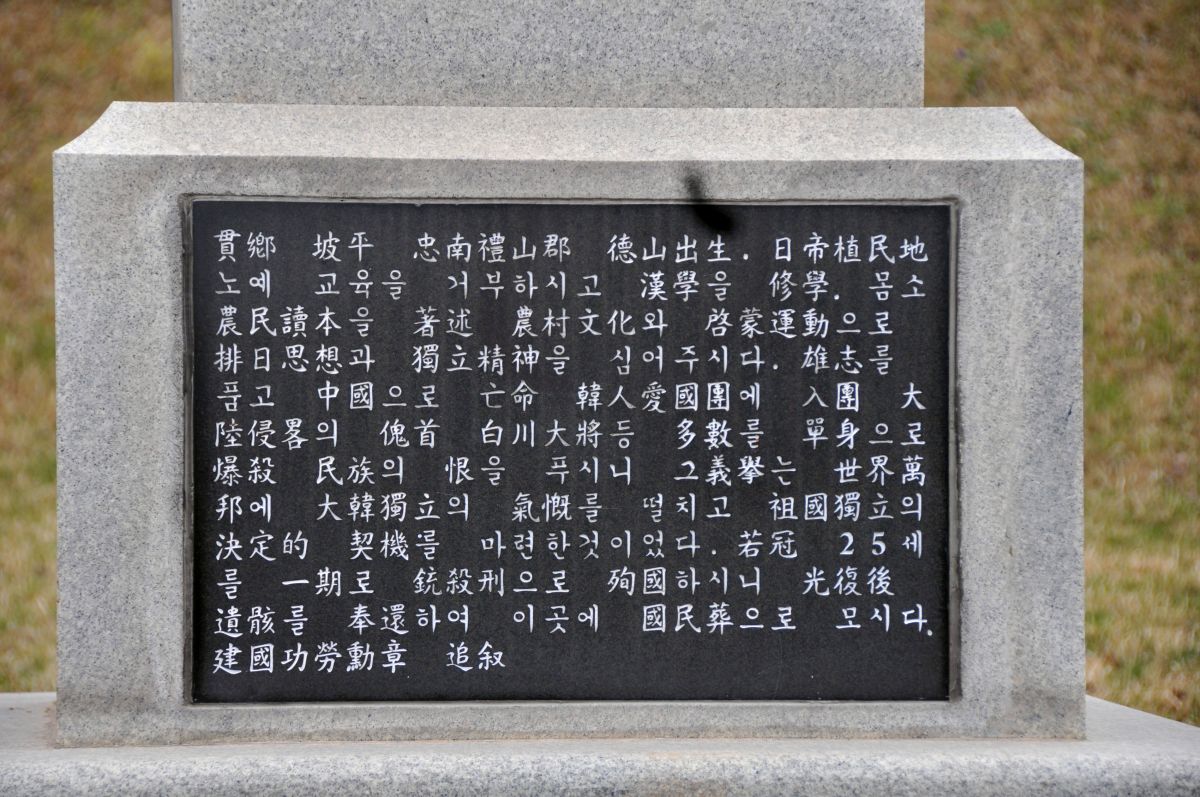 貫鄉 坡平 忠南禮山郡 德山出生. 日帝植民地
노예 교육을 거부하시고 漢學을 修學. 몸소
農民讀本을 著述 農村文化와 啓蒙運動으로
排日思想과 獨立精神을 심어 주시다. 雄志를
품고 中國으로 亡命 韓人愛國團에 入團 大
陸侵畧의 傀首 白川大將등 多數를 單身으로
爆殺 民族의 恨을 푸시니 그 義擧는 世界萬
邦에 大韓獨立의 氣慨를 떨치고 祖國獨立의
決定的 契機를 마련한것이었다. 若冠 25세
를 一期로 銃殺刑으로 殉國하시니 光復後
遺骸를 奉還하여 이곳에 國民葬으로 모시다.
建國功勞勳章 追叙